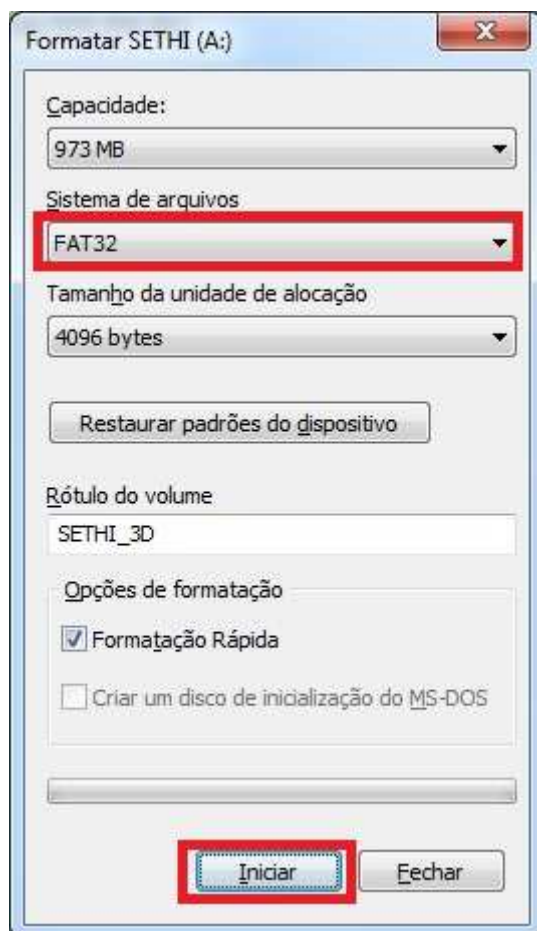 Formatar SETHI (A:)
Capacidade:
973 MB
Sistema de arquivos
FAT32
Tamanho da unidade de alocação
4096 bytes
Restaurar padrões do dispositivo
Rótulo do volume
SETHI_3D
Opções de formatação
Formatação Rápida
Criar um disco de inicialização do MS-DOS
Iniciar
Fechar